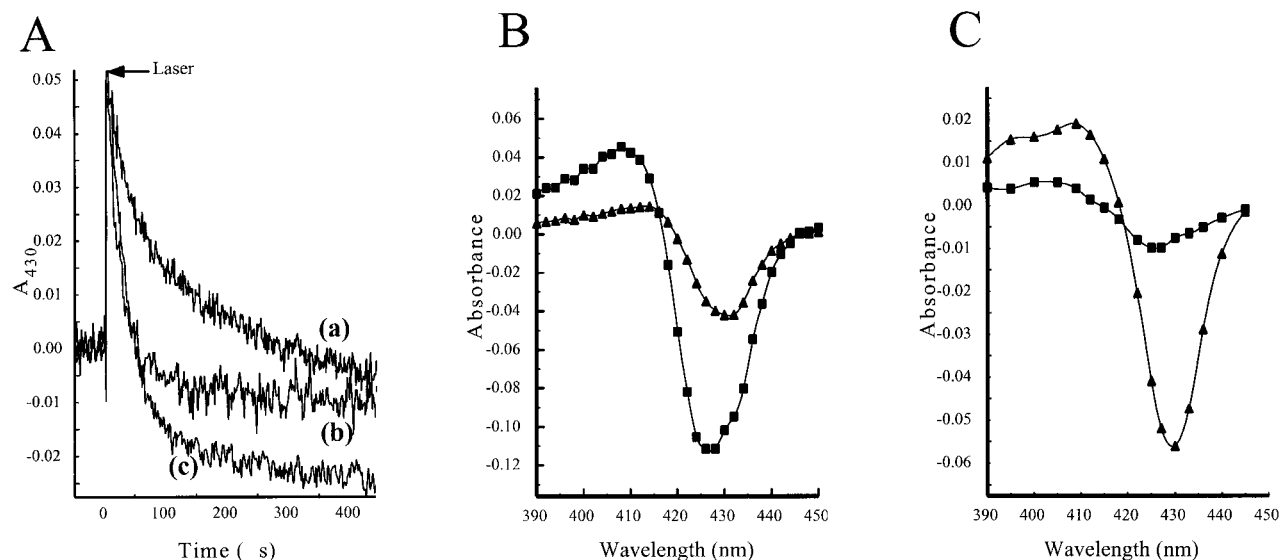 A
Laser
0.05
0.04
0.03
0.02
0.01
0.00
-0.01
-0.02
A430
(a)
(b)
(c)
0 100 200 300 400
Time ( s)
B
0.06
0.04
0.02
0.00
-0.02
-0.04
-0.06
-0.08
-0.10
-0.12
Absorbance
390 400 410 420 430 440 450
Wavelength (nm)
C
0.02
0.01
0.00
-0.01
-0.02
-0.03
-0.04
-0.05
-0.06
Absorbance
390 400 410 420 430 440 450
Wavelength (nm)